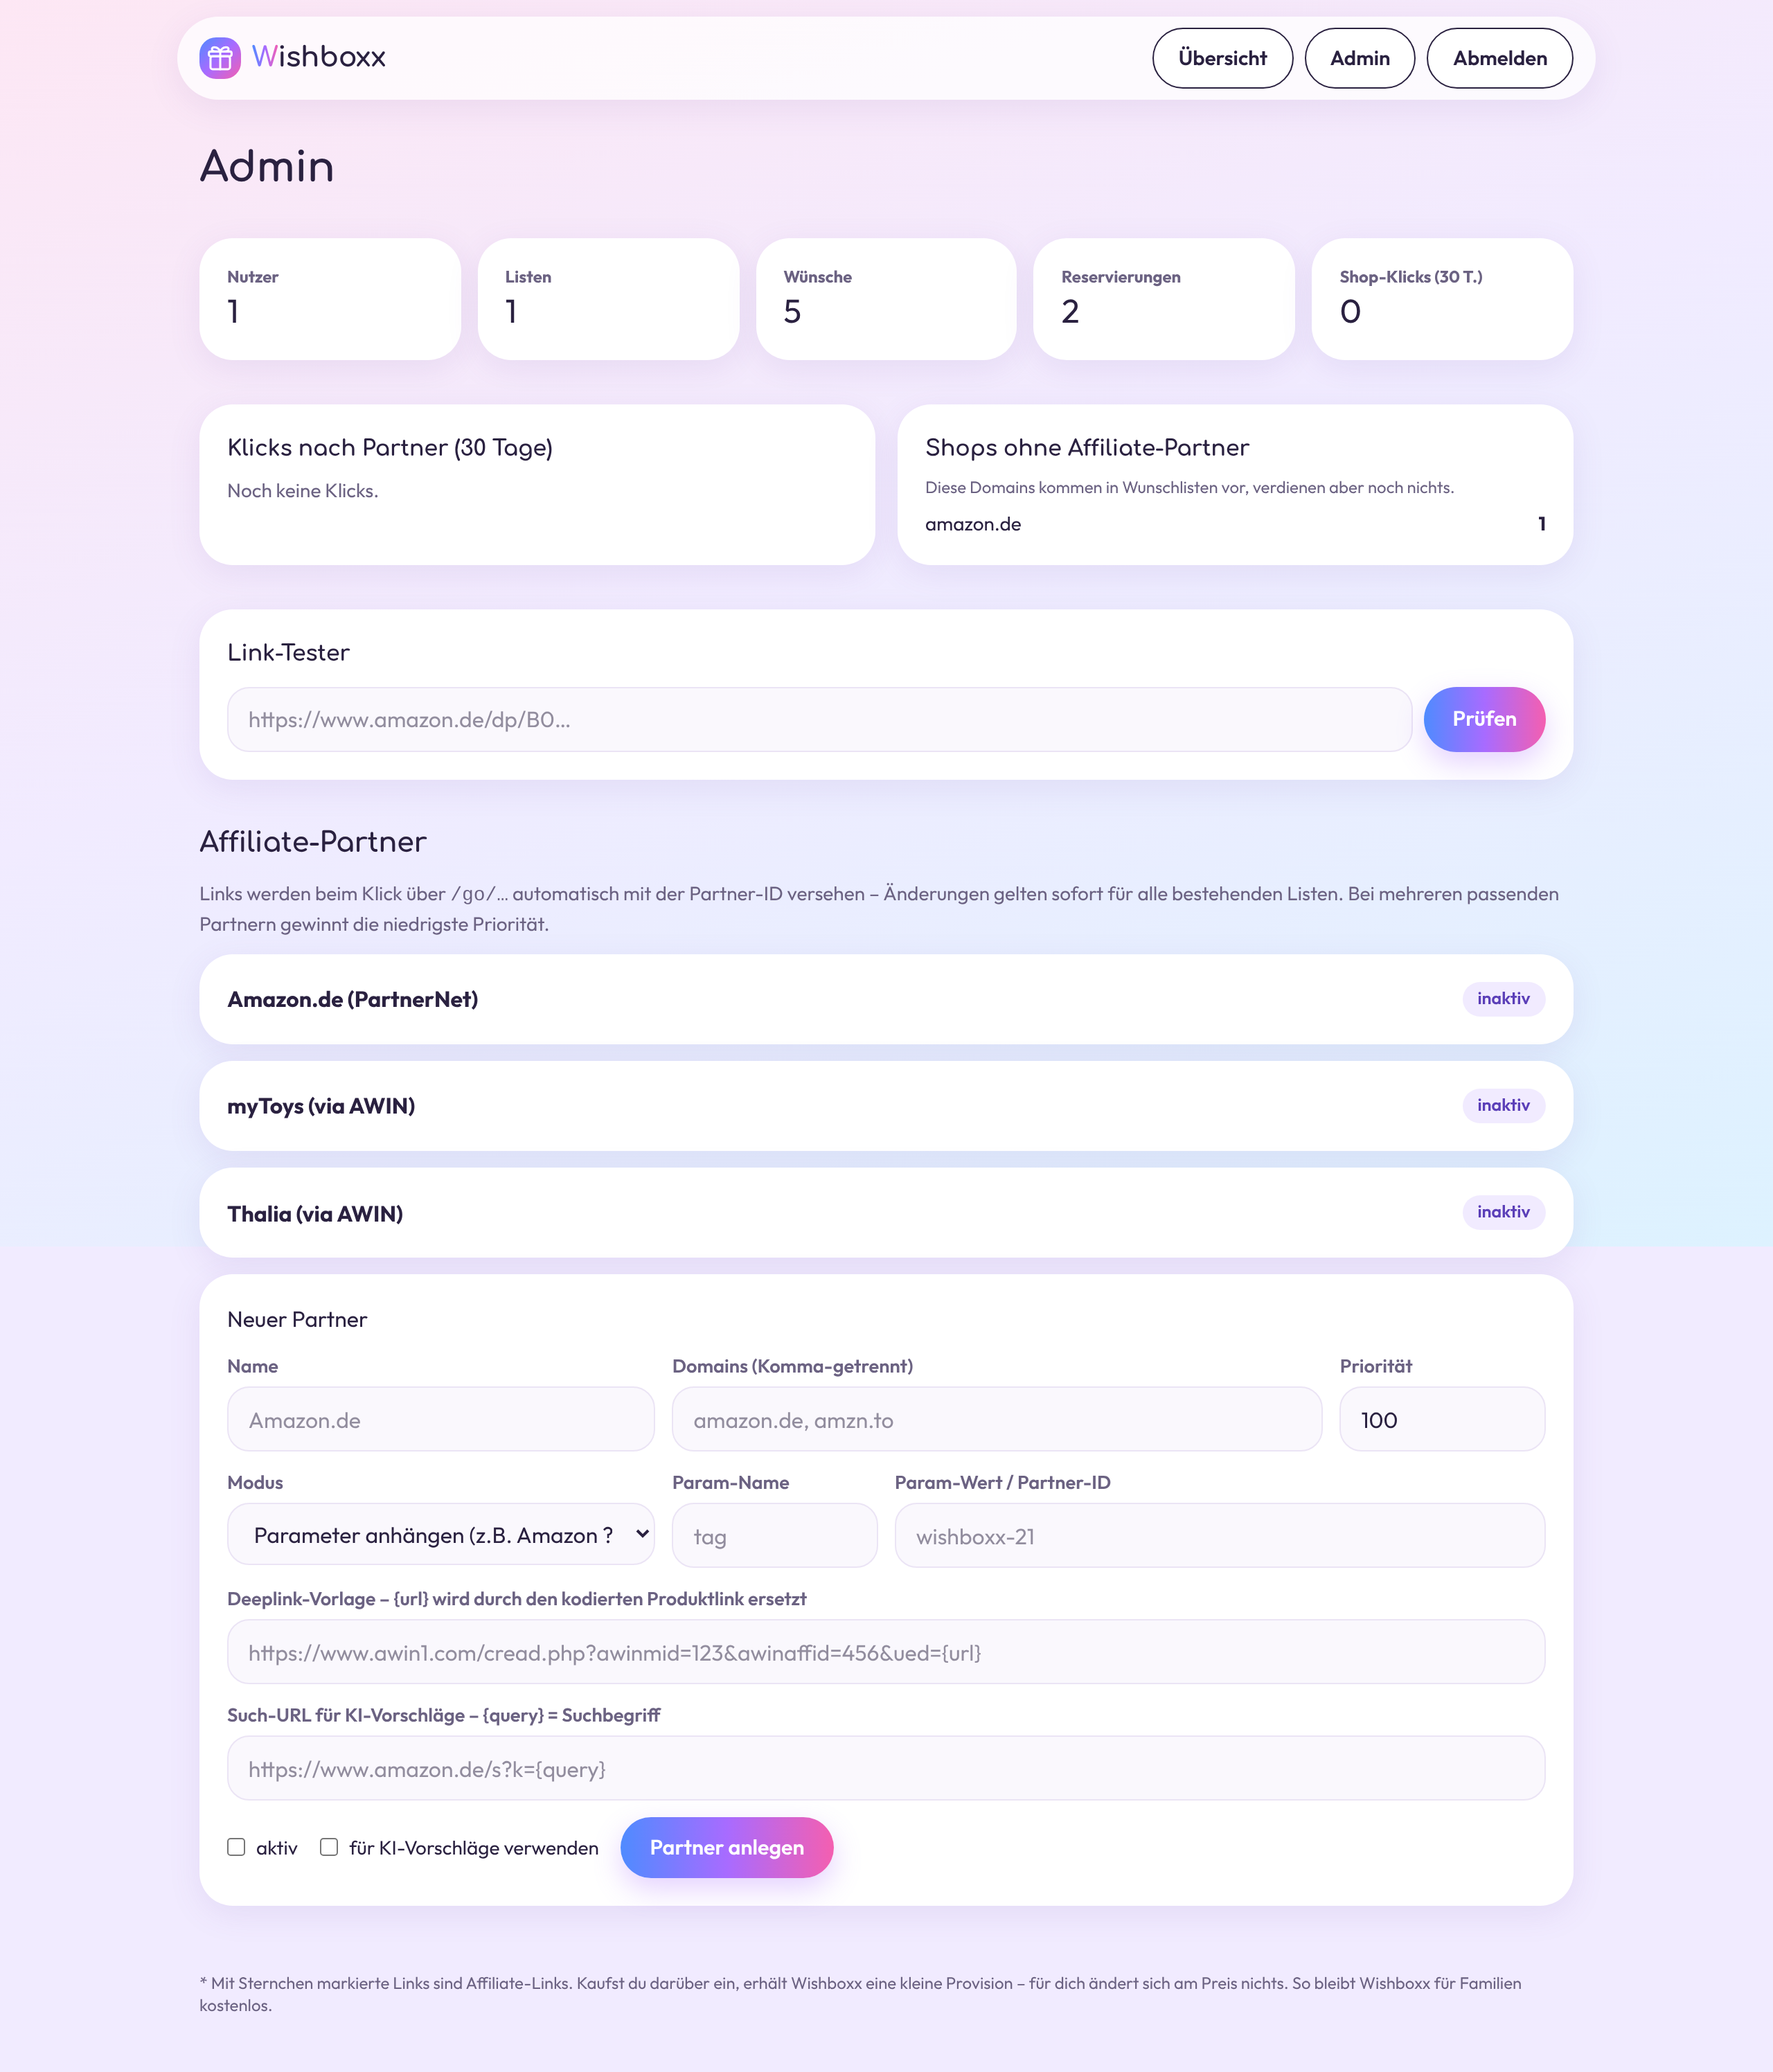 Wishboxx
Übersicht
Admin
Abmelden
Admin
Nutzer
1
Listen
1
Wünsche
5
Reservierungen
2
Shop-Klicks (30 T.)
0
Klicks nach Partner (30 Tage)
Noch keine Klicks.
Shops ohne Affiliate-Partner
Diese Domains kommen in Wunschlisten vor, verdienen aber noch nichts.
amazon.de 1
Link-Tester
https://www.amazon.de/dp/B0…
Prüfen
Affiliate-Partner
Links werden beim Klick über /go/… automatisch mit der Partner-ID versehen – Änderungen gelten sofort für alle bestehenden Listen. Bei mehreren passenden
Partnern gewinnt die niedrigste Priorität.
Amazon.de (PartnerNet) inaktiv
myToys (via AWIN) inaktiv
Thalia (via AWIN) inaktiv
Neuer Partner
Name
Amazon.de
Domains (Komma-getrennt)
amazon.de, amzn.to
Priorität
100
Modus
Parameter anhängen (z.B. Amazon ?
Param-Name
tag
Param-Wert / Partner-ID
wishboxx-21
Deeplink-Vorlage – {url} wird durch den kodierten Produktlink ersetzt
https://www.awin1.com/cread.php?awinmid=123&awinaffid=456&ued={url}
Such-URL für KI-Vorschläge – {query} = Suchbegriff
https://www.amazon.de/s?k={query}
aktiv
für KI-Vorschläge verwenden
Partner anlegen
* Mit Sternchen markierte Links sind Affiliate-Links. Kaufst du darüber ein, erhält Wishboxx eine kleine Provision – für dich ändert sich am Preis nichts. So bleibt Wishboxx für Familien
kostenlos.